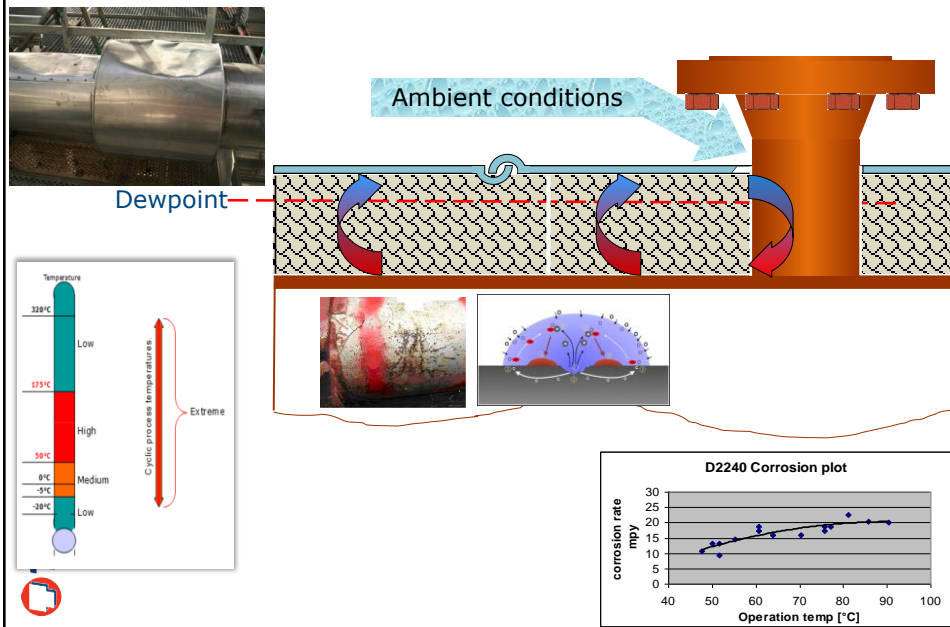 Ambient conditions
Dewpoint
Temperature
320°C
Low
175°C
High
50°C
0°C
Medium
-5°C
-20°C
Low
Cyclic process temperatures.
Extreme
D2240 Corrosion plot
corrosion rate
mpy
30
25
20
15
10
5
0
40 50 60 70 80 90 100
Operation temp [°C]